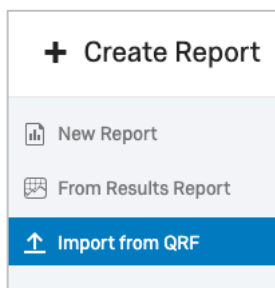 + Create Report
New Report
From Results Report
Import from QRF